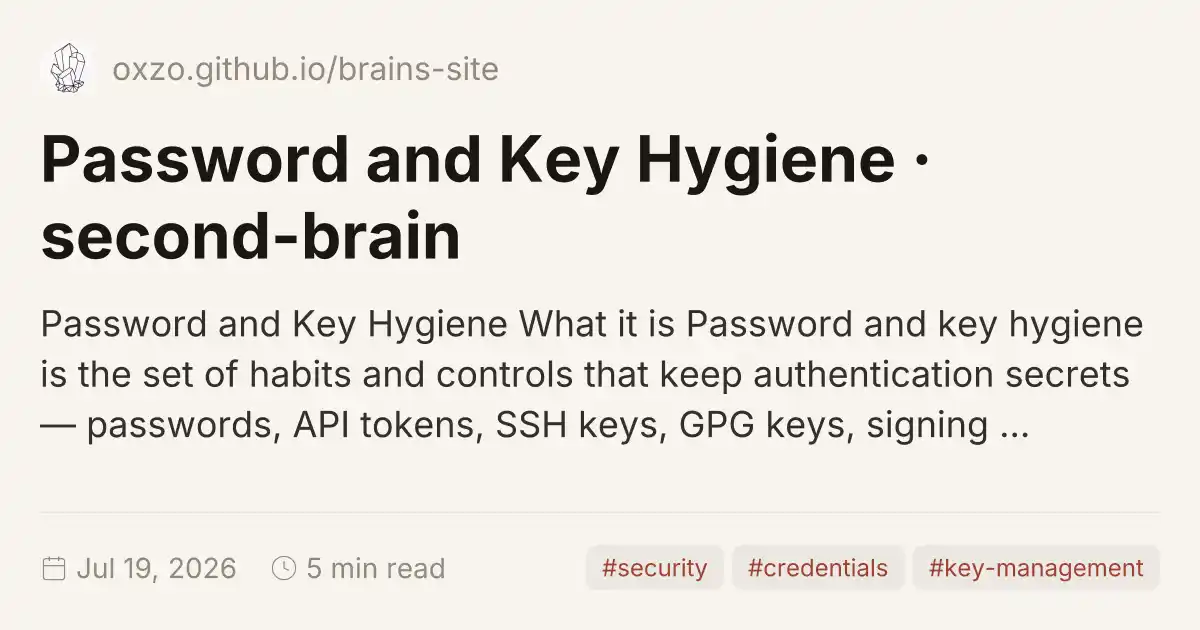 oxzo.github.io/brains-site
Password and Key Hygiene ·
second-brain
Password and Key Hygiene What it is Password and key hygiene
is the set of habits and controls that keep authentication secrets
— passwords, API tokens, SSH keys, GPG keys, signing ...
Jul 19, 2026 5 min read #security #credentials #key-management